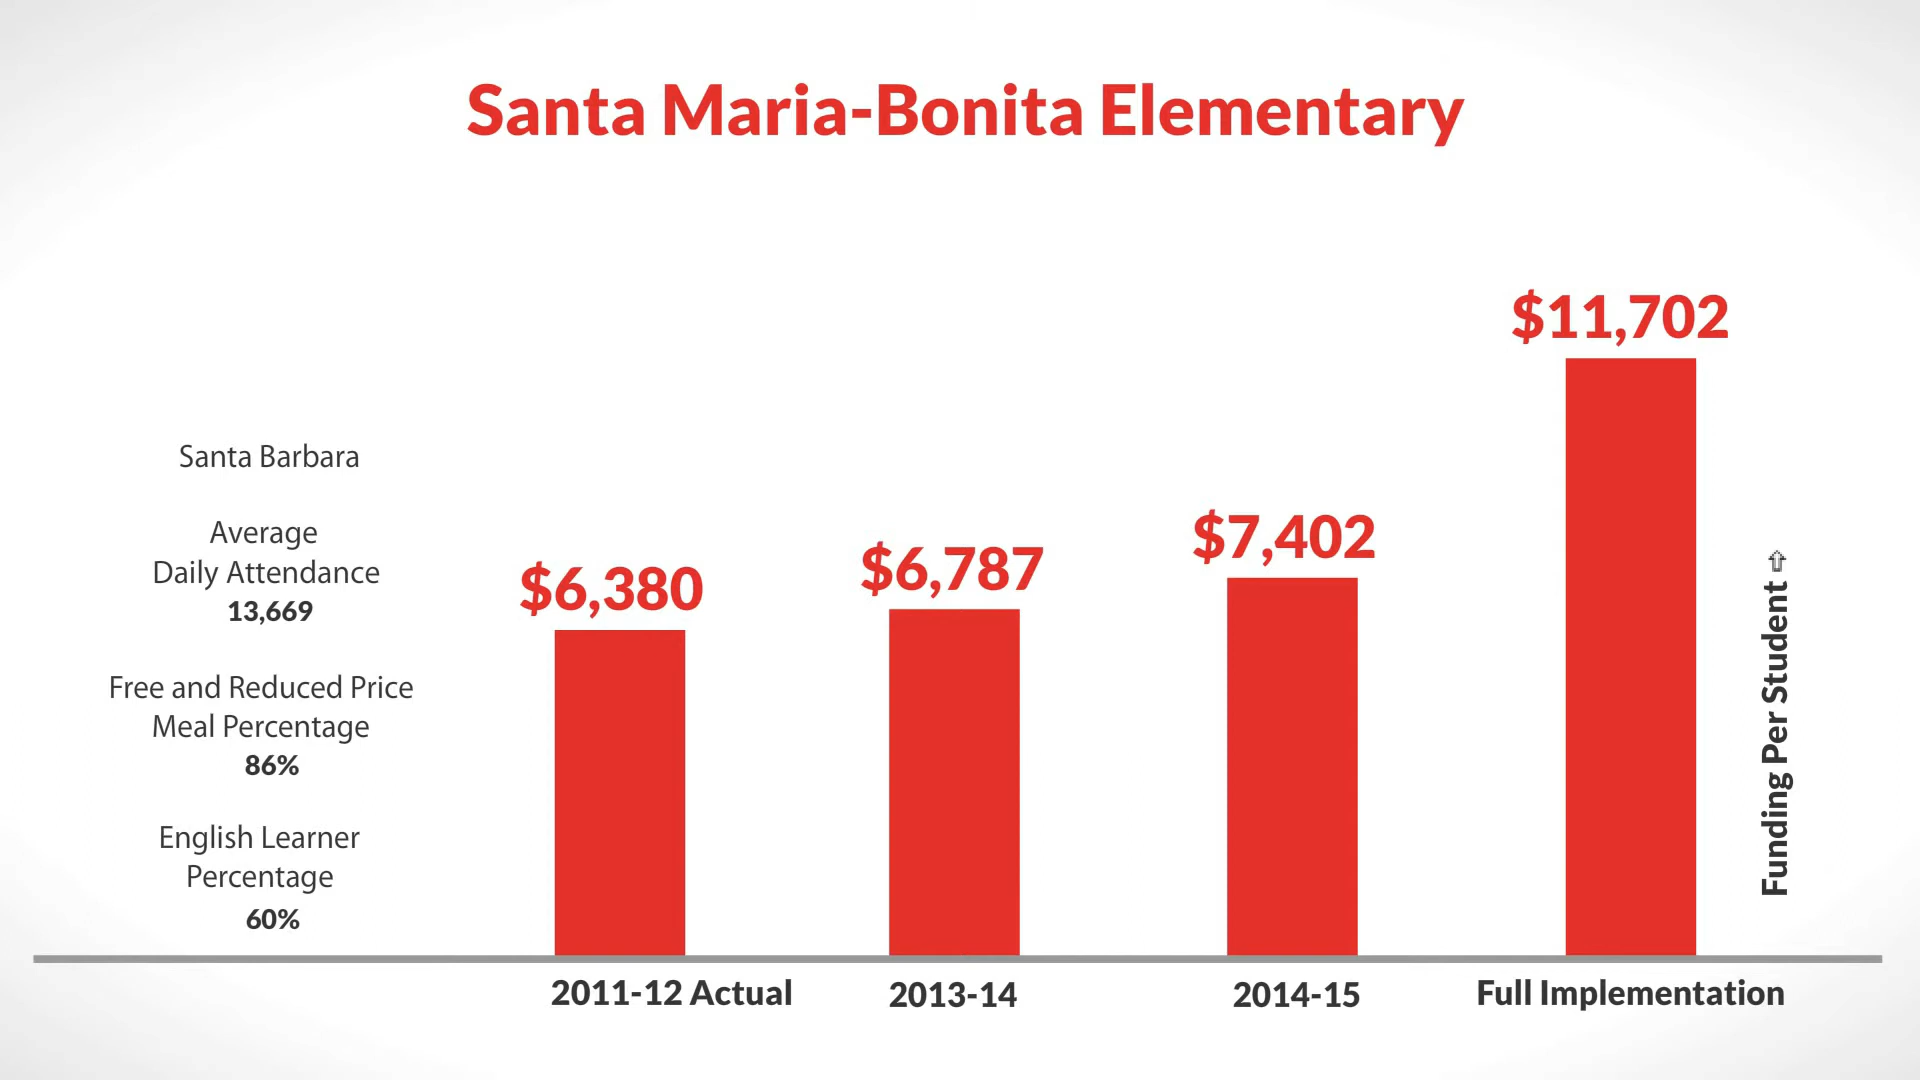 Santa Maria-Bonita Elementary
Santa Barbara
Average
Daily Attendance
13,669
Free and Reduced Price
Meal Percentage
86%
English Learner
Percentage
60%
$6,380
$6,787
$7,402
$11,702
2011-12 Actual
2013-14
2014-15
Full Implementation
Funding Per Student ⇨